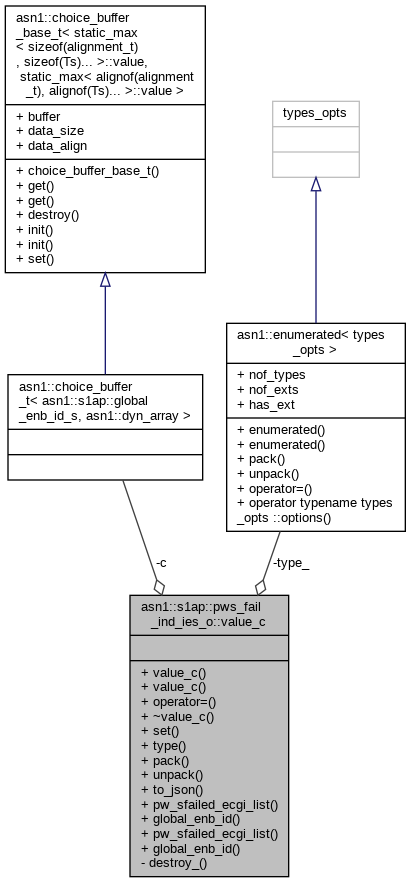 asn1::choice_buffer
_base_t< static_max
< sizeof(alignment_t)
, sizeof(Ts)... >::value,
static_max< alignof(alignment
_t), alignof(Ts)... >::value >
+ buffer
+ data_size
+ data_align
+ choice_buffer_base_t()
+ get()
+ get()
+ destroy()
+ init()
+ init()
+ set()
types_opts
asn1::choice_buffer
_t< asn1::s1ap::global
_enb_id_s, asn1::dyn_array >
asn1::enumerated< types
_opts >
+ nof_types
+ nof_exts
+ has_ext
+ enumerated()
+ enumerated()
+ pack()
+ unpack()
+ operator=()
+ operator typename types
_opts ::options()
-c
-type_
asn1::s1ap::pws_fail
_ind_ies_o::value_c
+ value_c()
+ value_c()
+ operator=()
+ ~value_c()
+ set()
+ type()
+ pack()
+ unpack()
+ to_json()
+ pw_sfailed_ecgi_list()
+ global_enb_id()
+ pw_sfailed_ecgi_list()
+ global_enb_id()
- destroy_()